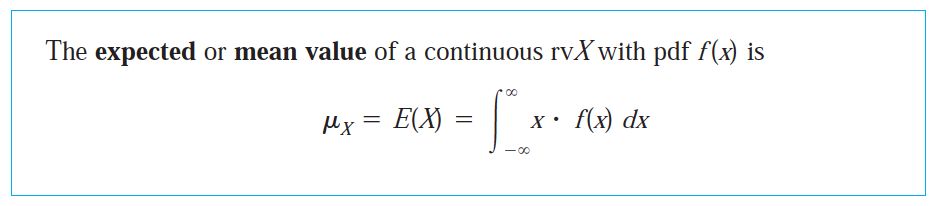 The expected or mean value of a continuous rv X with pdf f(x) is
μ_X = E(X) = ∫_{-∞}^{∞} x · f(x) dx